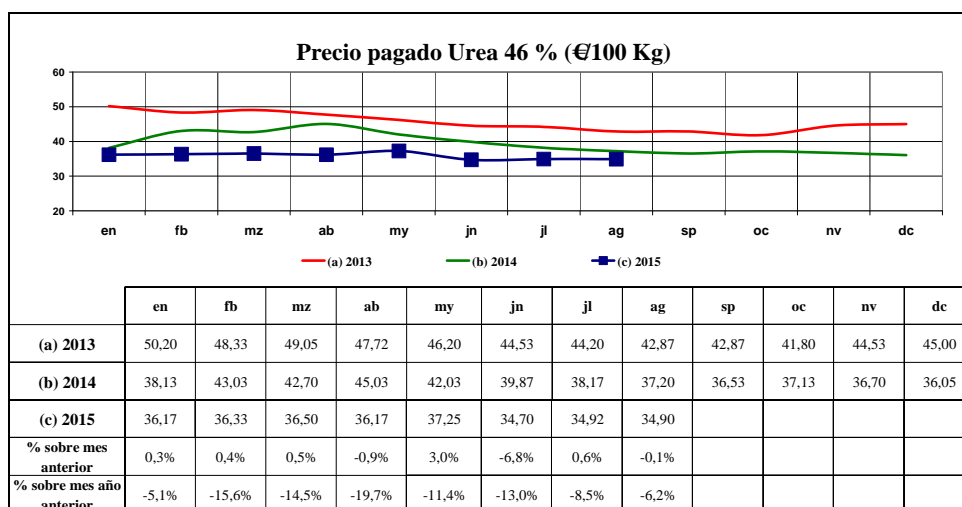 Precio pagado Urea 46 % (€/100 Kg)
60
50
40
30
20
en fb mz ab my jn jl ag sp oc nv dc
(a) 2013 (b) 2014 (c) 2015
en fb mz ab my jn jl ag sp oc nv dc
(a) 2013 50,20 48,33 49,05 47,72 46,20 44,53 44,20 42,87 42,87 41,80 44,53 45,00
(b) 2014 38,13 43,03 42,70 45,03 42,03 39,87 38,17 37,20 36,53 37,13 36,70 36,05
(c) 2015 36,17 36,33 36,50 36,17 37,25 34,70 34,92 34,90
% sobre mes
anterior 0,3% 0,4% 0,5% -0,9% 3,0% -6,8% 0,6% -0,1%
% sobre mes año
anterior -5,1% -15,6% -14,5% -19,7% -11,4% -13,0% -8,5% -6,2%